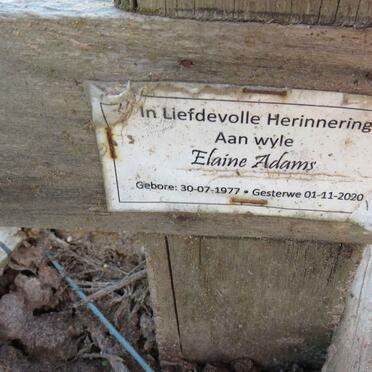 In Liefdevolle Herinnering
Aan wyle
Elaine Adams
Gebore: 30-07-1977 • Gesterwe 01-11-2020